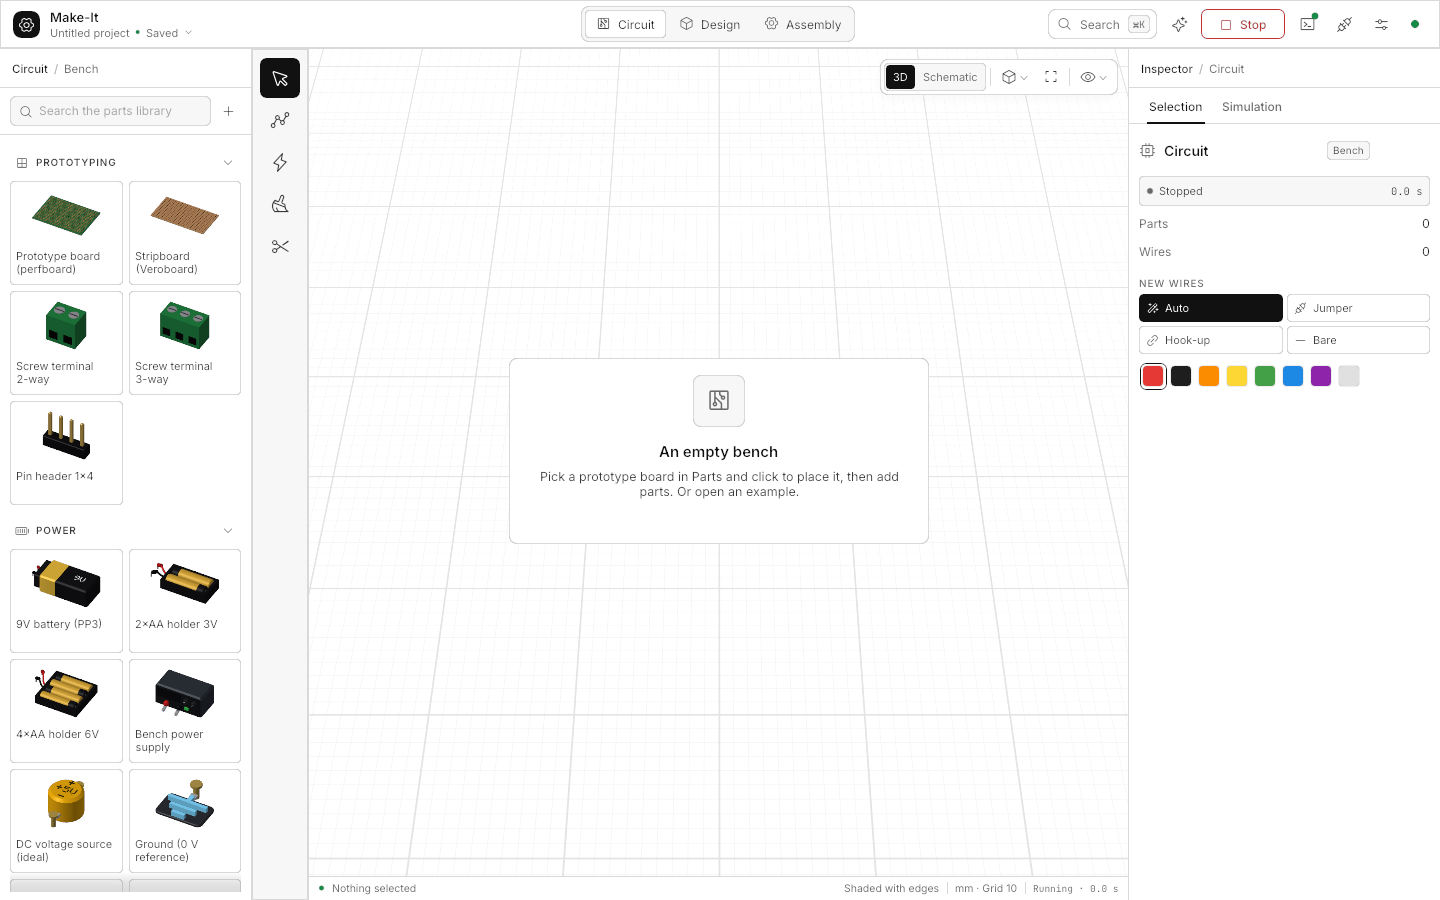 Make-It
Untitled project • Saved
Circuit
Design
Assembly
Search ⌘K
Stop
Circuit / Bench
Search the parts library
PROTOTYPING
Prototype board
(perfboard)
Stripboard
(Veroboard)
Screw terminal
2-way
Screw terminal
3-way
Pin header 1×4
POWER
9V
9V battery (PP3)
2×AA holder 3V
4×AA holder 6V
Bench power
supply
+5V
DC voltage source
(ideal)
Ground (0 V
reference)
3D
Schematic
An empty bench
Pick a prototype board in Parts and click to place it, then add
parts. Or open an example.
Nothing selected
Shaded with edges
mm · Grid 10
Running · 0.0 s
Inspector / Circuit
Selection
Simulation
Circuit
Bench
Stopped
0.0 s
Parts 0
Wires 0
NEW WIRES
Auto
Jumper
Hook-up
Bare